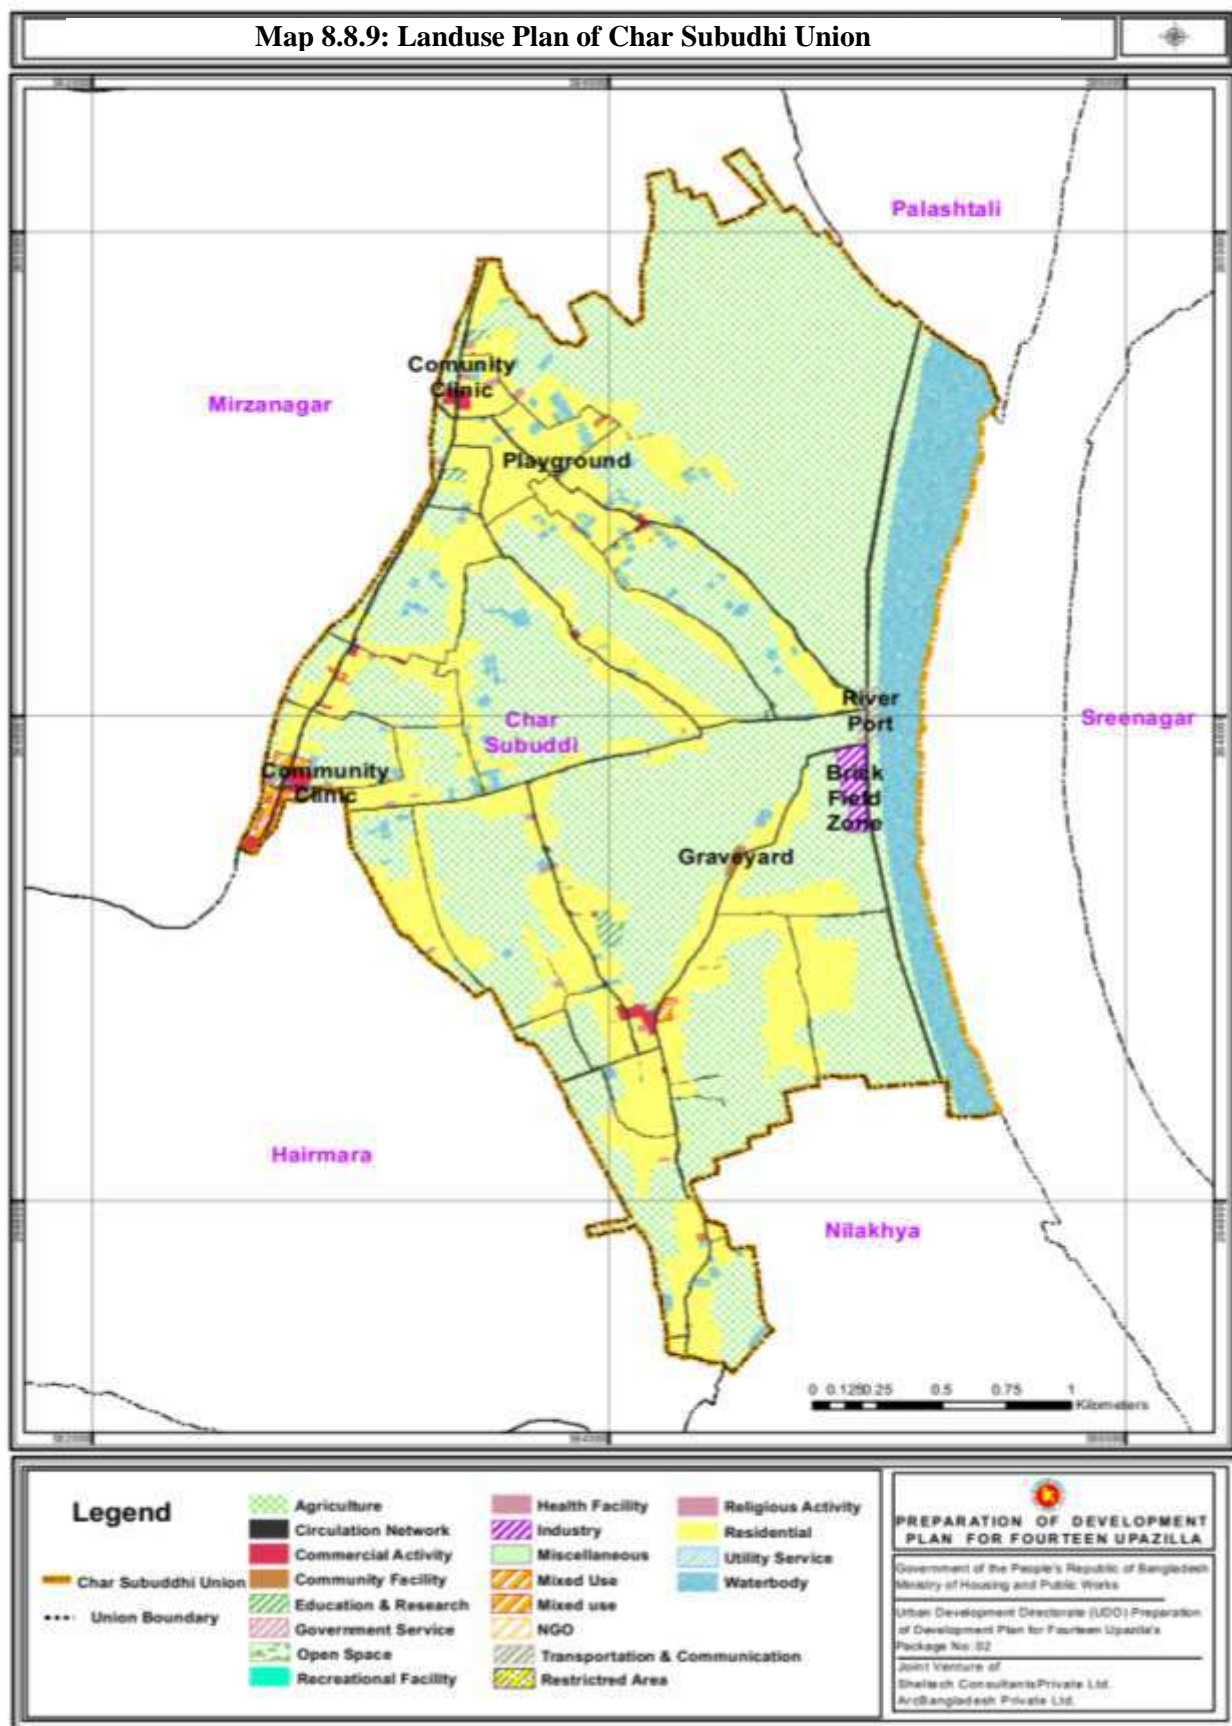 Map 8.8.9: Landuse Plan of Char Subudhi Union
Palashtali
Comunity
Clinic
Mirzanagar
Playground
River
Port
Char
Subuddi
Sreenagar
Community
Clinic
Brick
Field
Zone
Graveyard
Hairmara
Nilakhya
0 0.125 0.25 0.5 0.75 1
Kilometers
Legend
Char Subuddhi Union
Union Boundary
Agriculture
Circulation Network
Commercial Activity
Community Facility
Education & Research
Government Service
Open Space
Recreational Facility
Health Facility
Industry
Miscellaneous
Mixed Use
Mixed use
NGO
Transportation & Communication
Restrictred Area
Religious Activity
Residential
Utility Service
Waterbody
PREPARATION OF DEVELOPMENT
PLAN FOR FOURTEEN UPAZILLA
Government of the People's Republic of Bangladesh
Ministry of Housing and Public Works
Urban Development Directorate (UDD) Preparation
of Development Plan for Fourteen Upazila's
Package No: 02
Joint Venture of
Sheltech ConsultantsPrivate Ltd.
ArcBangladesh Private Ltd.